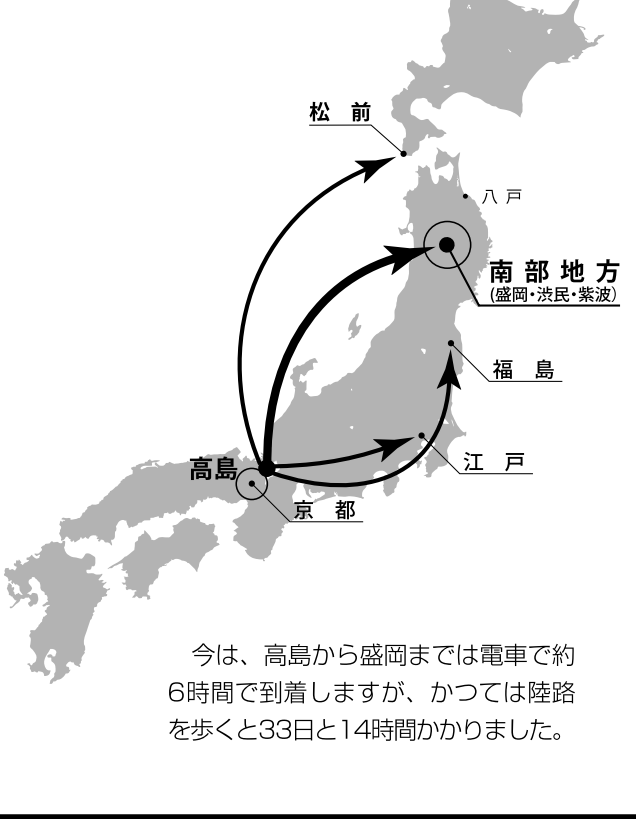 松 前
八 戸
南 部 地 方
(盛岡・渋民・紫波)
福 島
江 戸
高島
京 都
今は、高島から盛岡までは電車で約
6時間で到着しますが、かつては陸路
を歩くと33日と14時間かかりました。